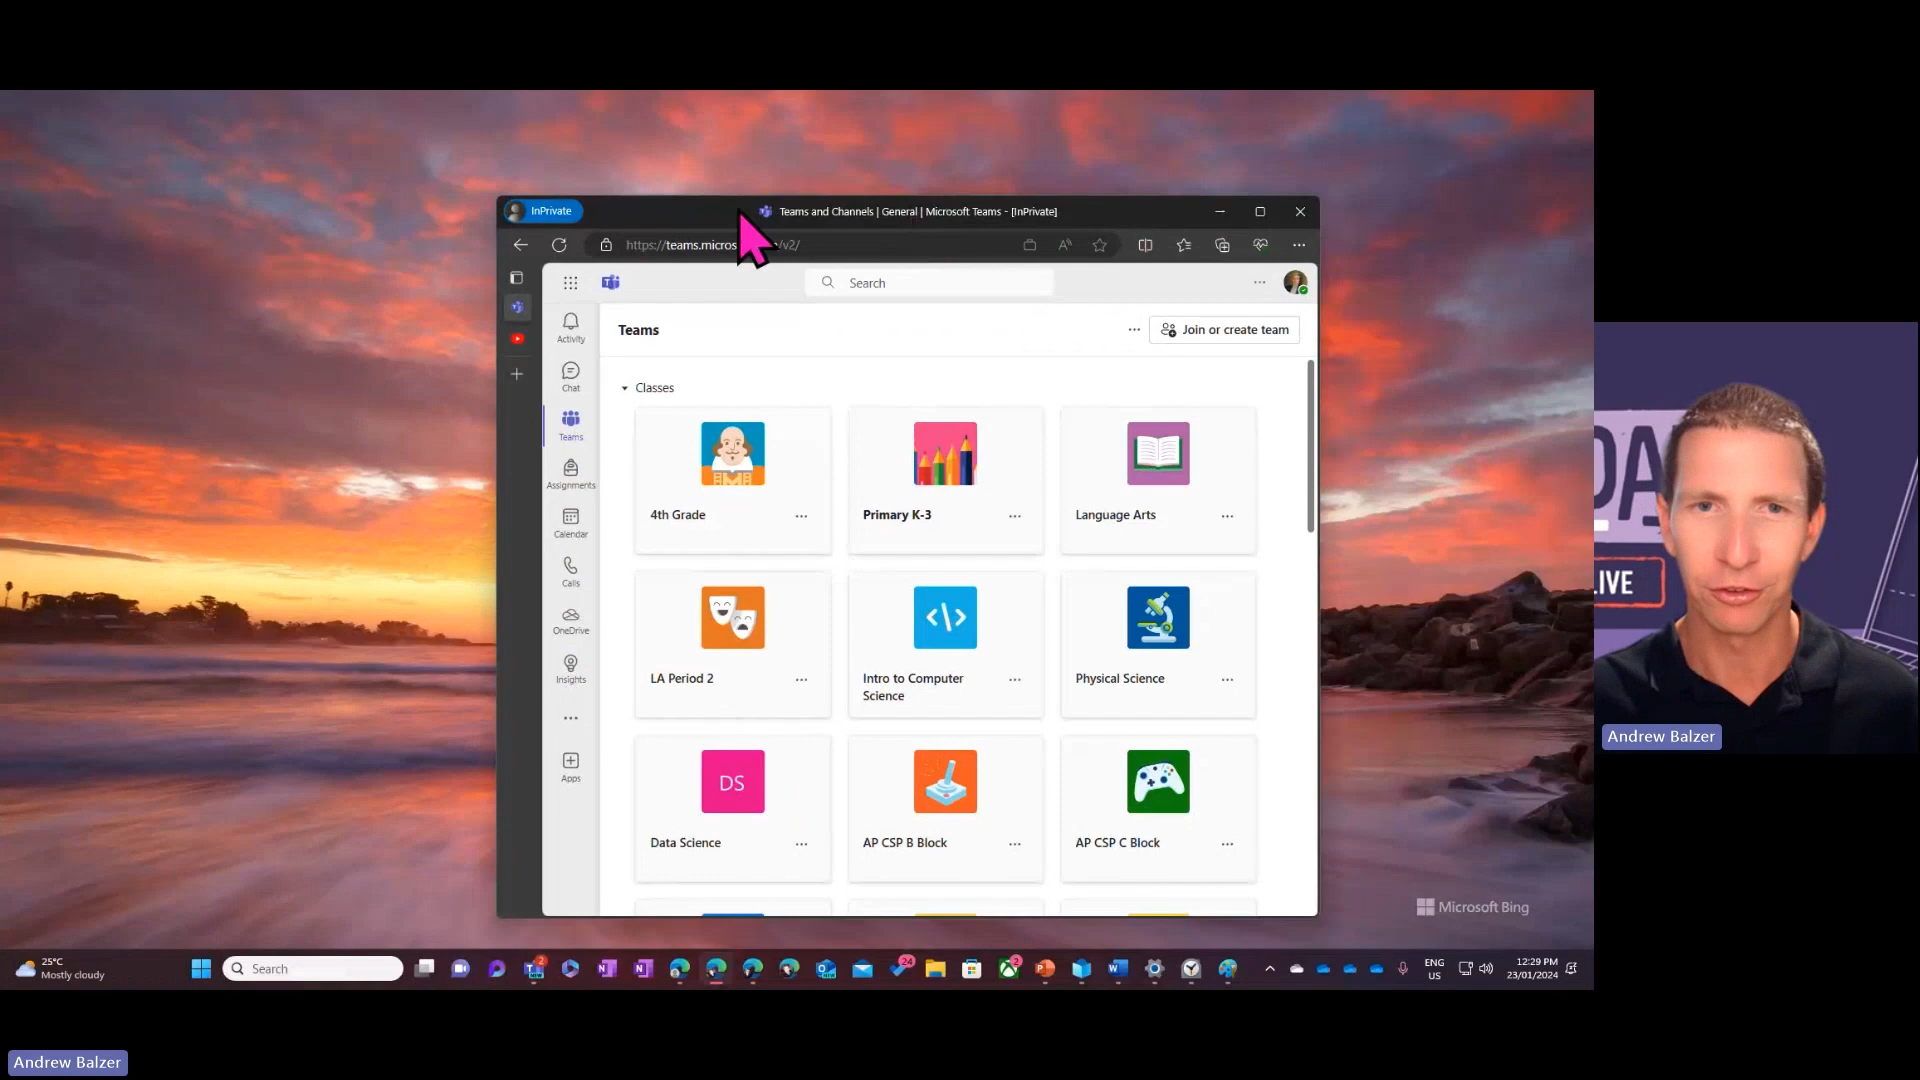 InPrivate
Teams and Channels | General | Microsoft Teams - [InPrivate]
https://teams.micros
/v2/
Search
Teams
Join or create team
Activity
Chat
Teams
Assignments
Calendar
Calls
OneDrive
Insights
Apps
Classes
4th Grade
Primary K-3
Language Arts
LA Period 2
Intro to Computer
Science
Physical Science
DS
Data Science
AP CSP B Block
AP CSP C Block
Microsoft Bing
25°C
Mostly cloudy
Search
2
24
2
ENG
US
12:29 PM
23/01/2024
Andrew Balzer
Andrew Balzer